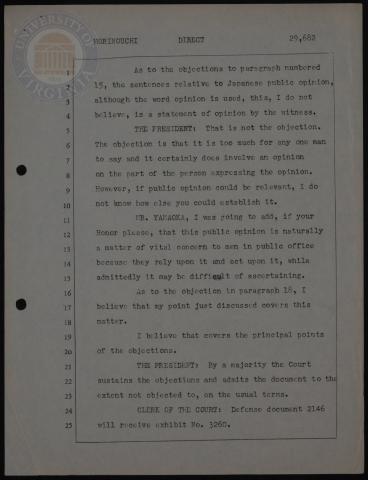 UNIVERSITY OF VIRGINIA
MORINOUCHI DIRECT 29,682
1 As to the objections to paragraph numbered
2 15, the sentences relative to Japanese public opinion,
3 although the word opinion is used, this, I do not
4 believe, is a statement of opinion by the witness.
5 THE PRESIDENT: That is not the objection.
6 The objection is that it is too much for any one man
7 to say and it certainly does involve an opinion
8 on the part of the person expressing the opinion.
9 However, if public opinion could be relevant, I do
10 not know how else you could establish it.
11 MR. YAMAOKA, I was going to add, if your
12 Honor please, that this public opinion is naturally
13 a matter of vital concern to men in public office
14 because they rely upon it and act upon it, while
15 admittedly it may be difficult of ascertaining.
16 As to the objection in paragraph 18, I
17 believe that my point just discussed covers this
18 matter.
19 I believe that covers the principal points
20 of the objections.
21 THE PRESIDENT: By a majority the Court
22 sustains the objections and admits the document to the
23 extent not objected to, on the usual terms.
24 CLERK OF THE COURT: Defense document 2146
25 will receive exhibit No. 3260.